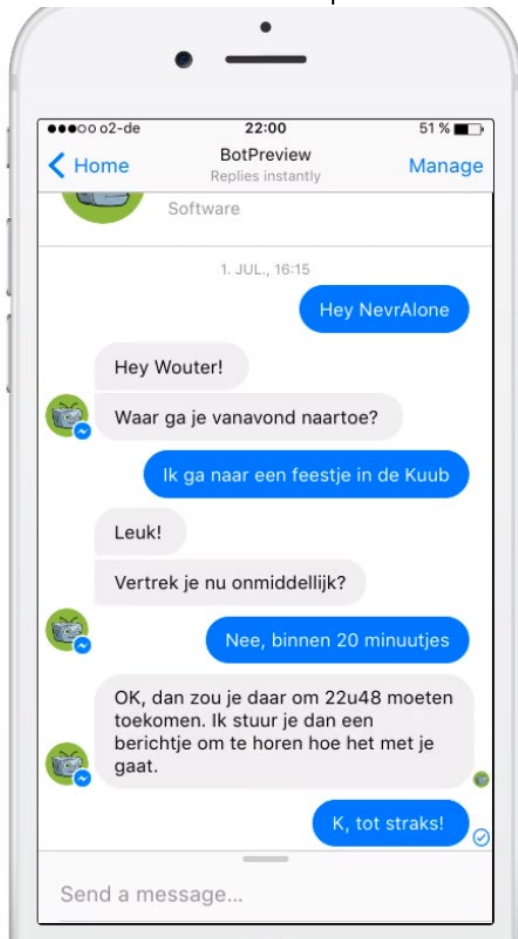 o2-de 22:00 51 %
Home BotPreview Manage
Replies instantly
Software
1. JUL., 16:15
Hey NevrAlone
Hey Wouter!
Waar ga je vanavond naartoe?
Ik ga naar een feestje in de Kuub
Leuk!
Vertrek je nu onmiddellijk?
Nee, binnen 20 minuutjes
OK, dan zou je daar om 22u48 moeten
toekomen. Ik stuur je dan een
berichtje om te horen hoe het met je
gaat.
K, tot straks!
Send a message...